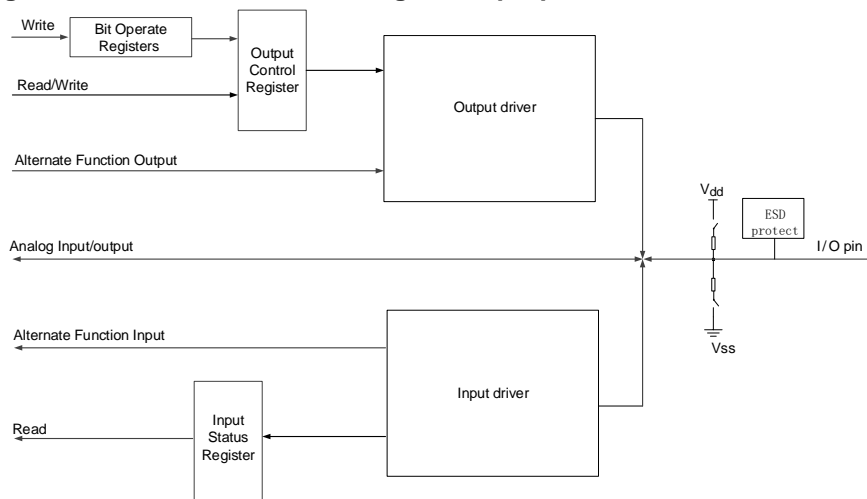 Write
Bit Operate
Registers
Output
Control
Register
Read/Write
Output driver
Alternate Function Output
Vdd
ESD
protect
I/O pin
Analog Input/output
Alternate Function Input
Vss
Input driver
Input
Status
Register
Read